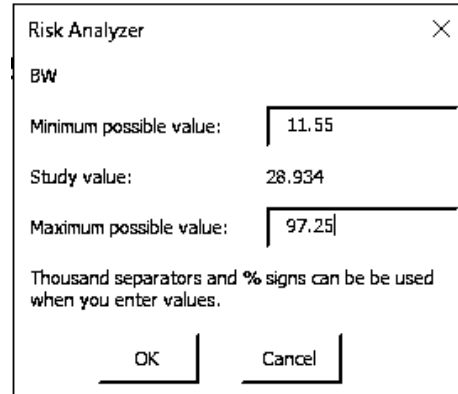 Risk Analyzer
BW
Minimum possible value: 11.55
Study value: 28.934
Maximum possible value: 97.25
Thousand separators and % signs can be be used
when you enter values.
OK Cancel